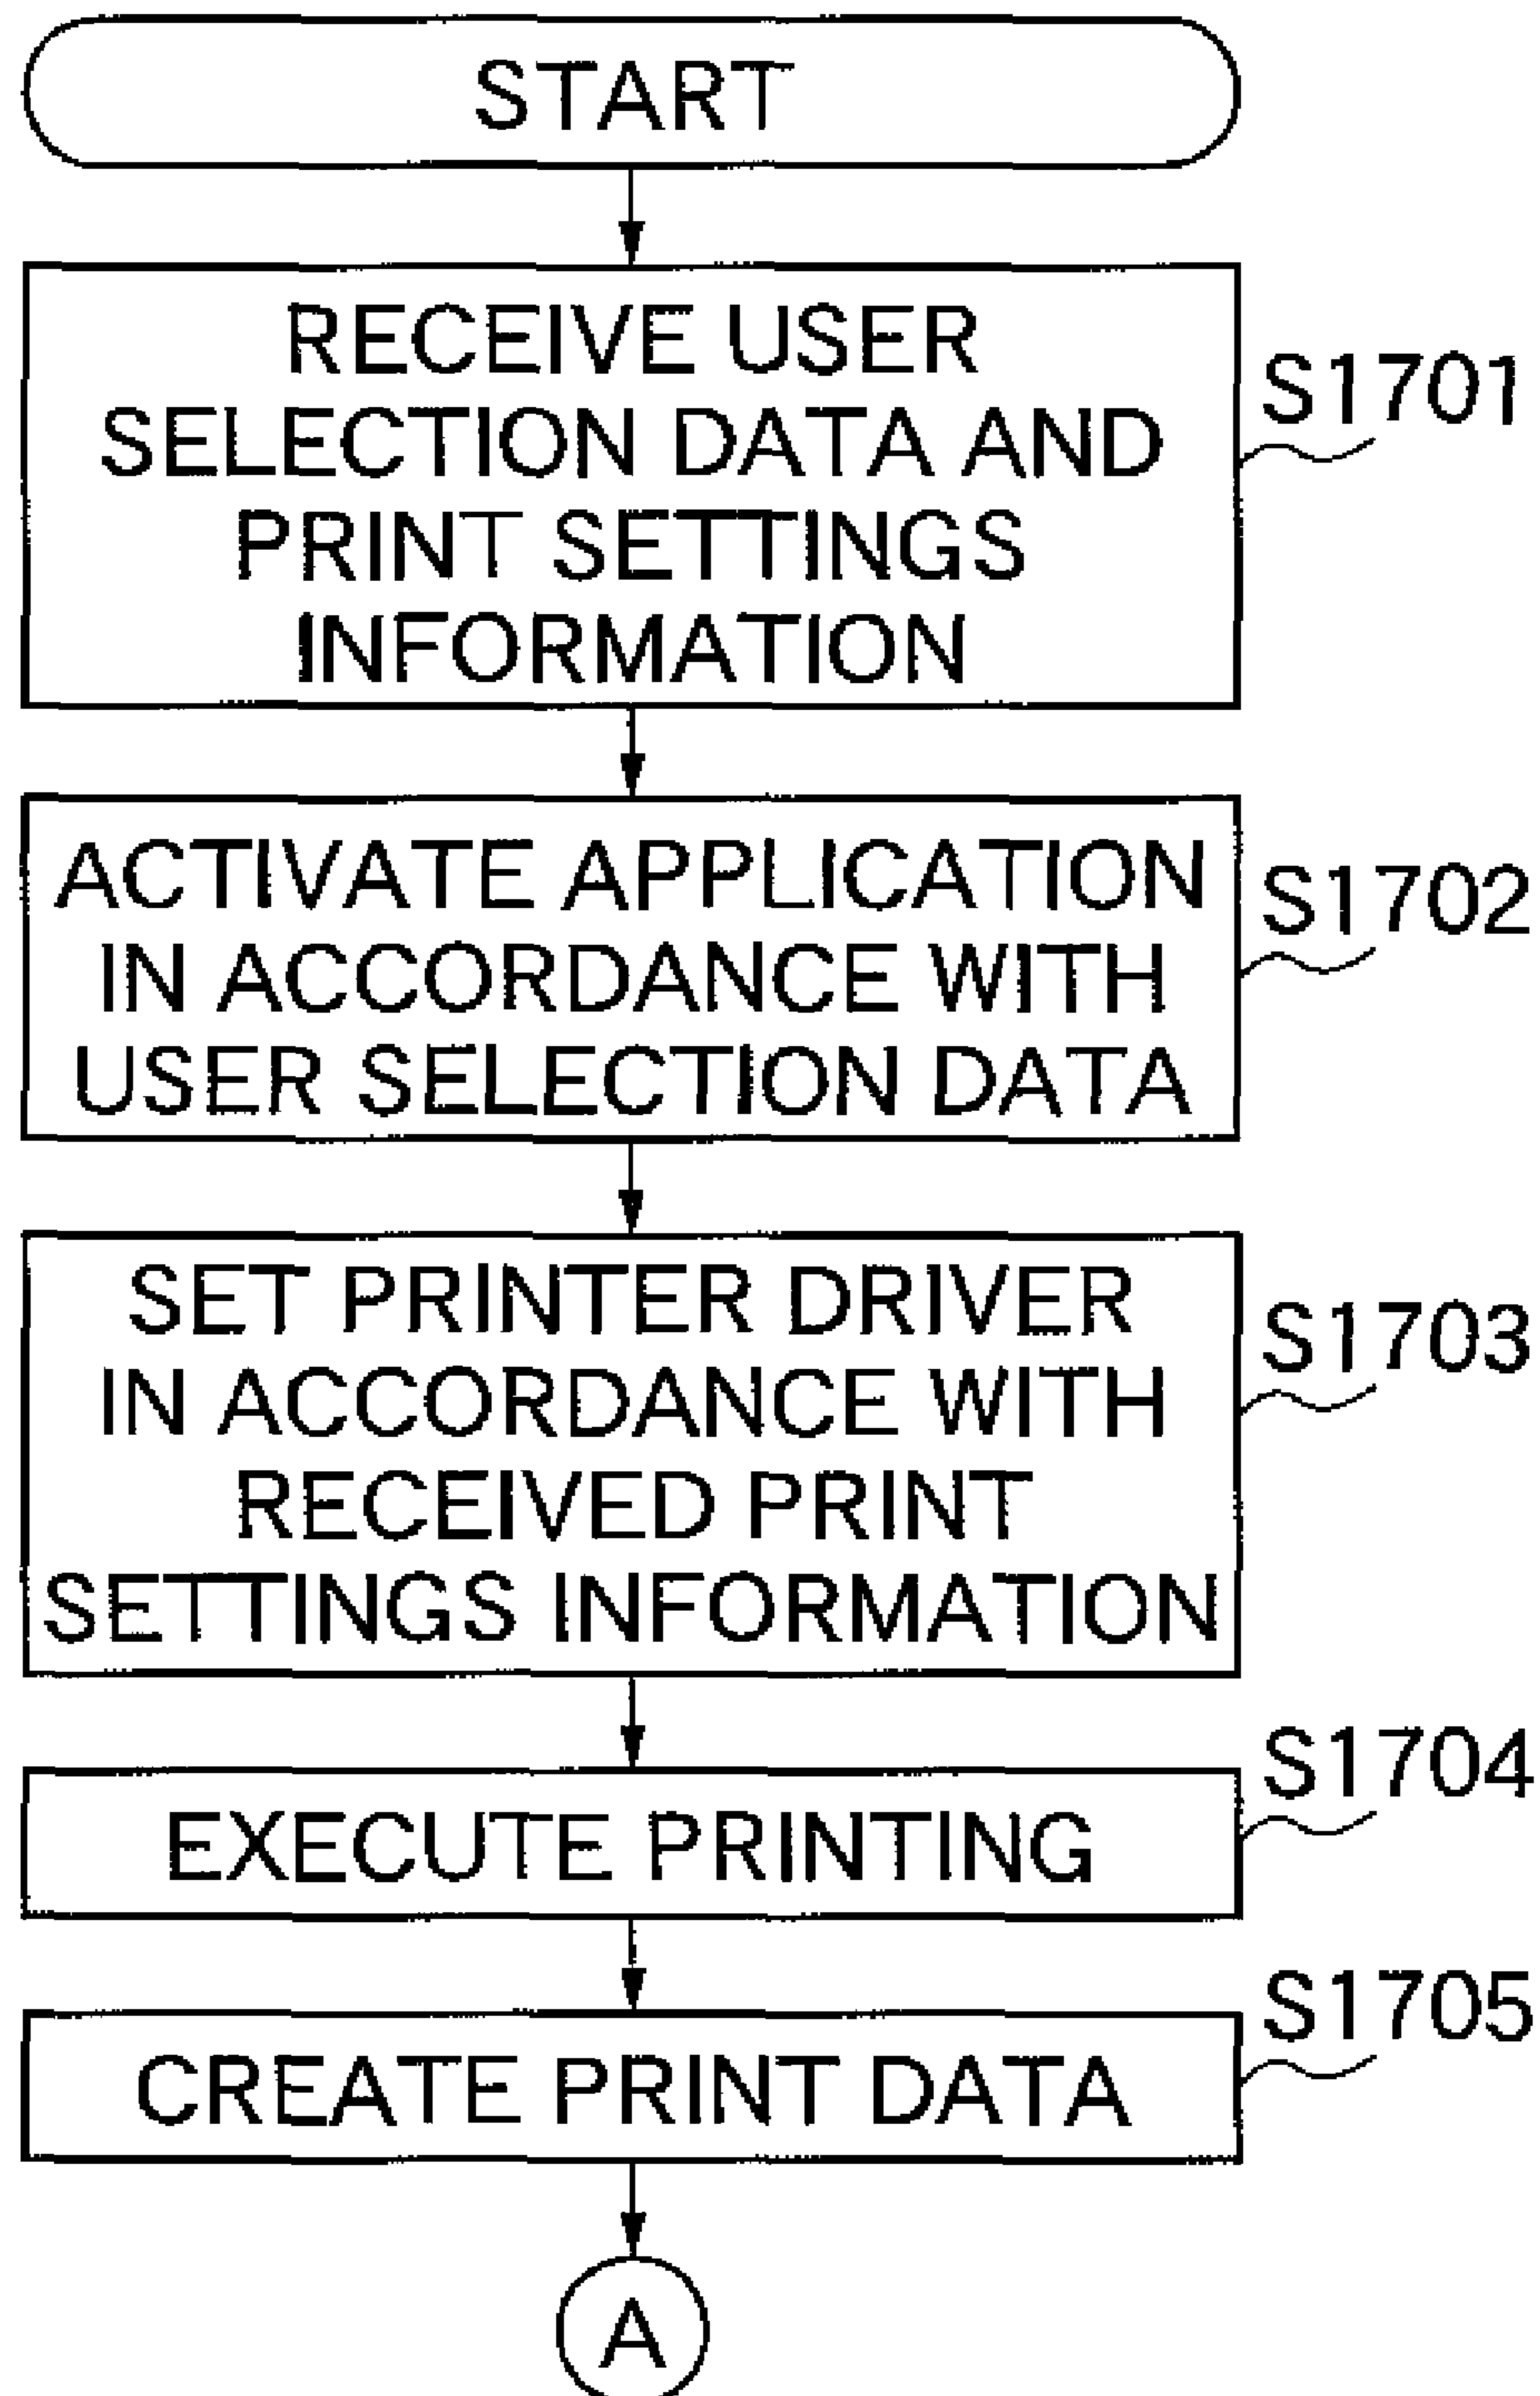 START
RECEIVE USER
SELECTION DATA AND
PRINT SETTINGS
INFORMATION
S1701
ACTIVATE APPLICATION
IN ACCORDANCE WITH
USER SELECTION DATA
S1702
SET PRINTER DRIVER
IN ACCORDANCE WITH
RECEIVED PRINT
SETTINGS INFORMATION
S1703
EXECUTE PRINTING
S1704
CREATE PRINT DATA
S1705
A